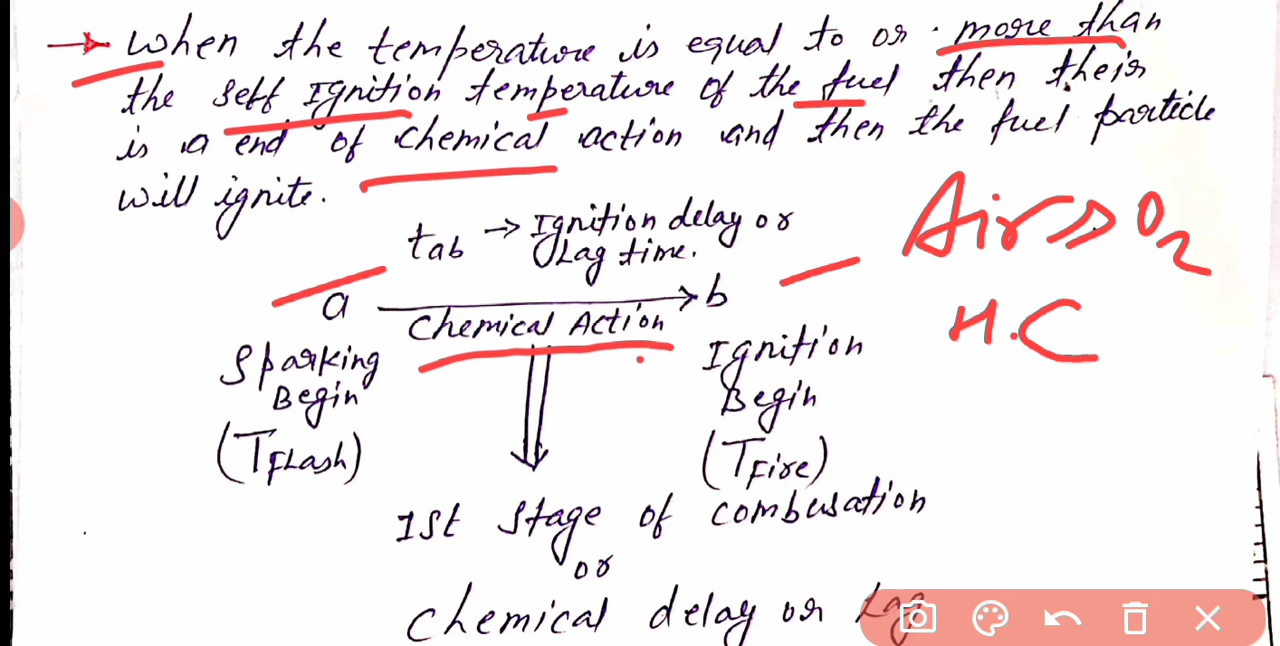 → When the temperature is equal to or more than
the self Ignition temperature of the fuel then their
is a end of chemical action and then the fuel particle
will ignite.
tab → Ignition delay or
Lag time.
a → b
Chemical Action
Sparking
Begin
(TFLash)
Ignition
Begin
(TFire)
1st stage of combusation
or
chemical delay or Lag
Air => O2
H.C